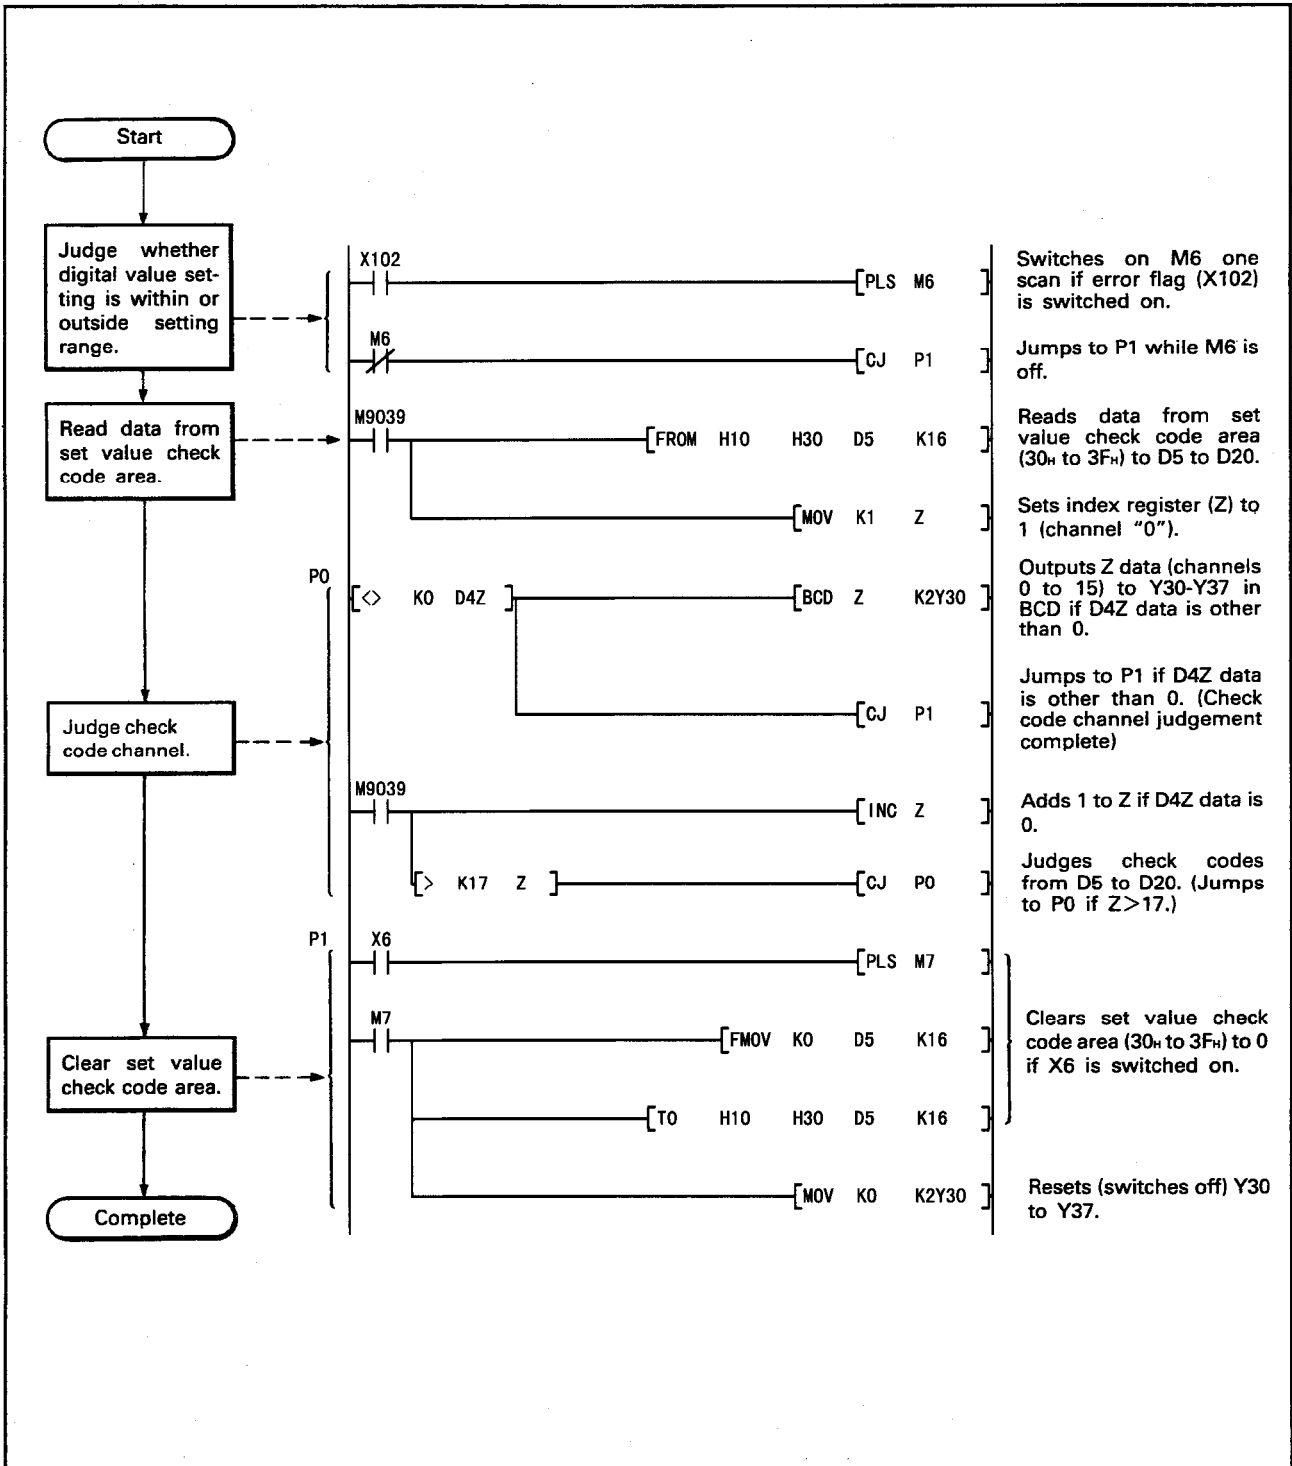 Start
Judge whether
digital value set-
ting is within or
outside setting
range.
X102
[PLS M6 ]
Switches on M6 one
scan if error flag (X102)
is switched on.
M6
[CJ P1 ]
Jumps to P1 while M6 is
off.
Read data from
set value check
code area.
M9039
[FROM H10 H30 D5 K16 ]
Reads data from set
value check code area
(30H to 3FH) to D5 to D20.
[MOV K1 Z ]
Sets index register (Z) to
1 (channel "0").
P0
[<> K0 D4Z ]
[BCD Z K2Y30 ]
Outputs Z data (channels
0 to 15) to Y30-Y37 in
BCD if D4Z data is other
than 0.
Judge check
code channel.
[CJ P1 ]
Jumps to P1 if D4Z data
is other than 0. (Check
code channel judgement
complete)
M9039
[INC Z ]
Adds 1 to Z if D4Z data is
0.
[> K17 Z ]
[CJ P0 ]
Judges check codes
from D5 to D20. (Jumps
to P0 if Z>17.)
P1
X6
[PLS M7 ]
Clear set value
check code area.
M7
[FMOV K0 D5 K16 ]
Clears set value check
code area (30H to 3FH) to 0
if X6 is switched on.
[TO H10 H30 D5 K16 ]
[MOV K0 K2Y30 ]
Resets (switches off) Y30
to Y37.
Complete